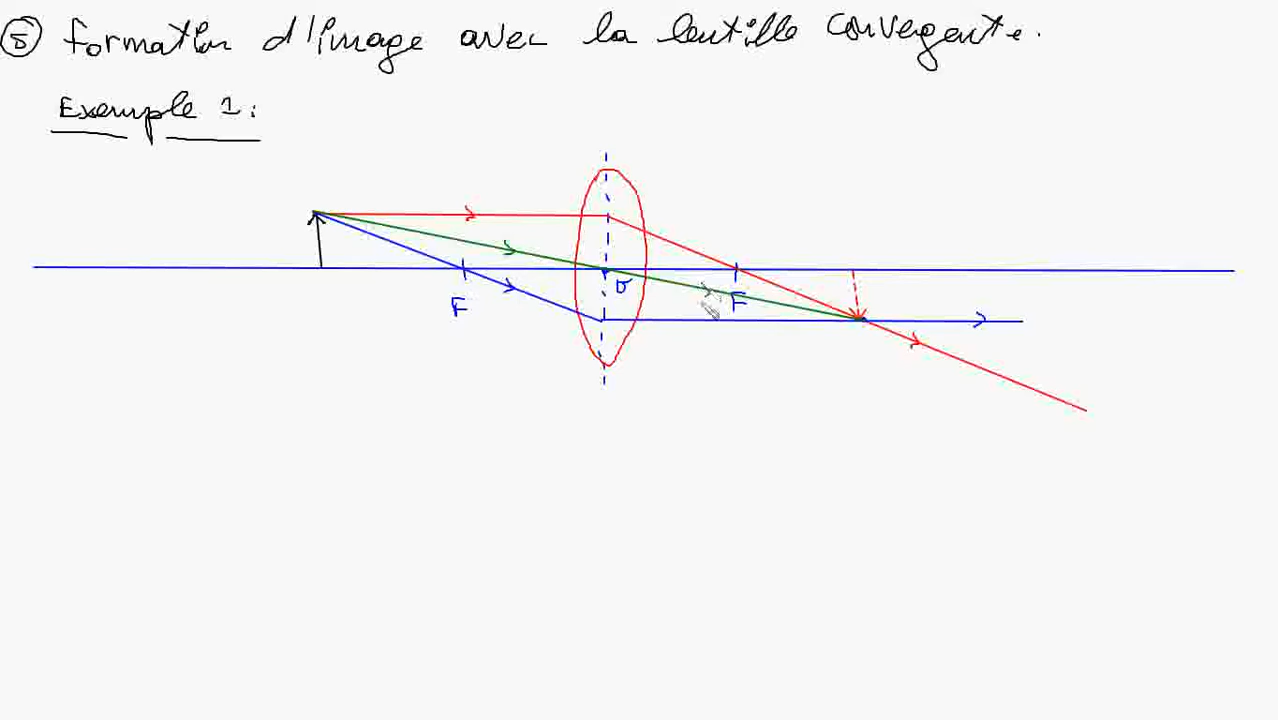 ⑤ formation d'image avec la lentille convergente.
Exemple 1:
O
F F